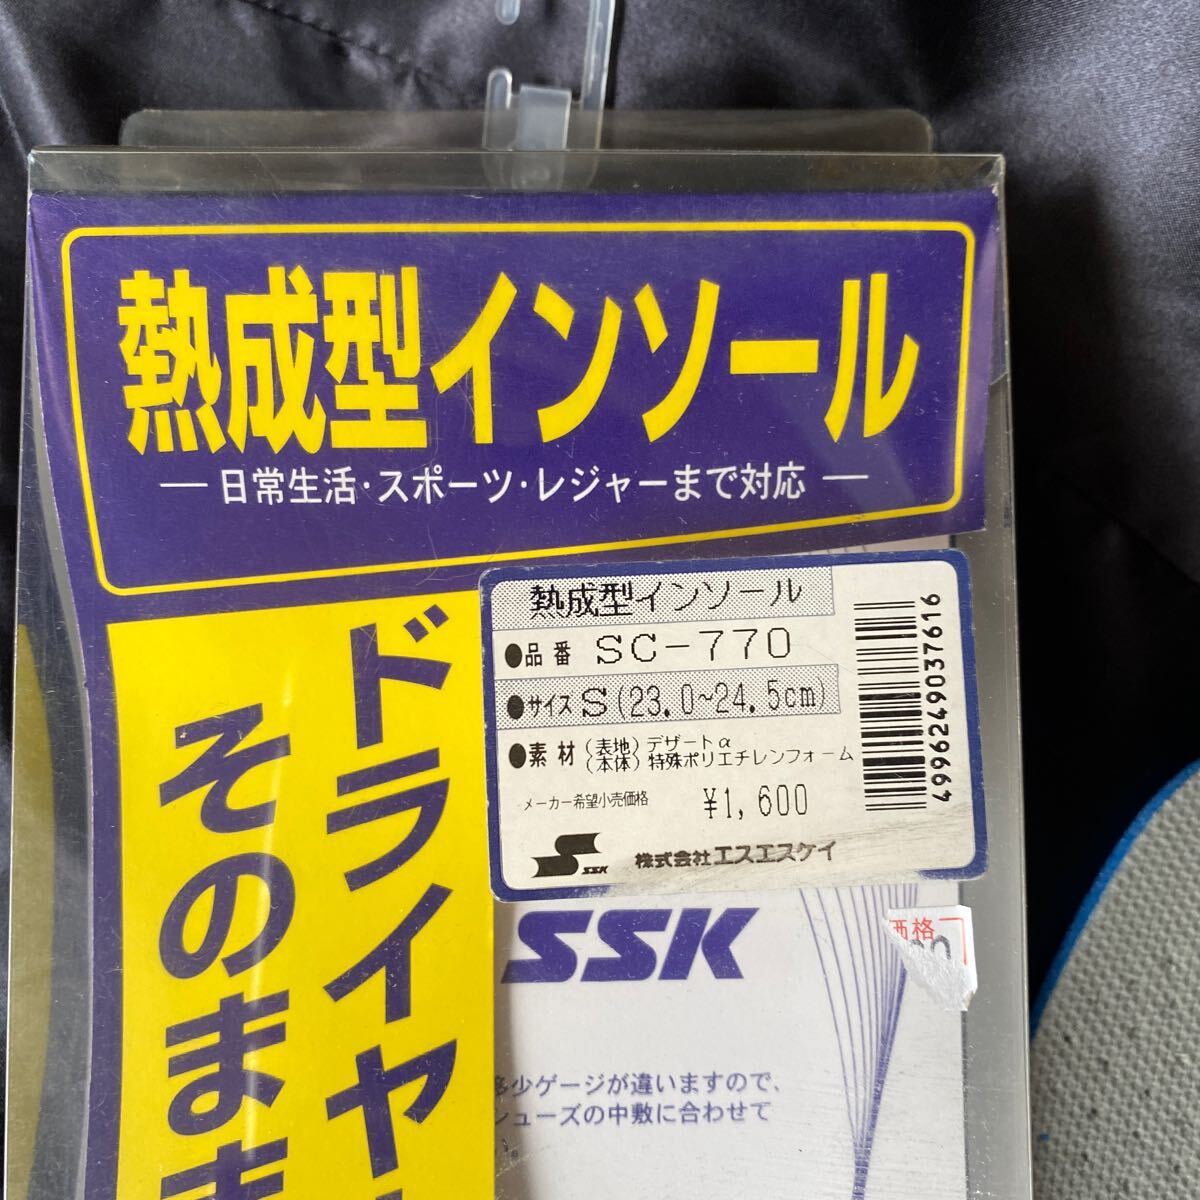 熱成型インソール
日常生活・スポーツ・レジャーまで対応
ドライヤ
そのまま
熱成型インソール
●品番 SC-770
●サイズ S(23.0~24.5cm)
●素材 (表地) デザートα
(本体) 特殊ポリエチレンフォーム
メーカー希望小売価格 ¥1,600
SSK 株式会社エスエスケイ
4996249037616
SSK
価格
多少ゲージが違いますので、
シューズの中敷に合わせて